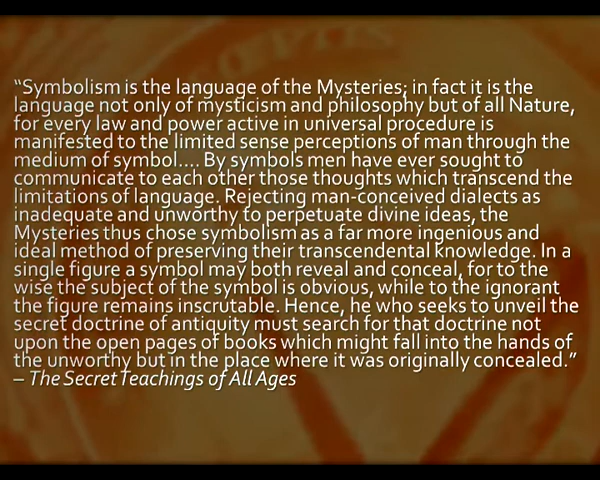 “Symbolism is the language of the Mysteries; in fact it is the
language not only of mysticism and philosophy but of all Nature,
for every law and power active in universal procedure is
manifested to the limited sense perceptions of man through the
medium of symbol.... By symbols men have ever sought to
communicate to each other those thoughts which transcend the
limitations of language. Rejecting man-conceived dialects as
inadequate and unworthy to perpetuate divine ideas, the
Mysteries thus chose symbolism as a far more ingenious and
ideal method of preserving their transcendental knowledge. In a
single figure a symbol may both reveal and conceal, for to the
wise the subject of the symbol is obvious, while to the ignorant
the figure remains inscrutable. Hence, he who seeks to unveil the
secret doctrine of antiquity must search for that doctrine not
upon the open pages of books which might fall into the hands of
the unworthy but in the place where it was originally concealed.”
– The Secret Teachings of All Ages